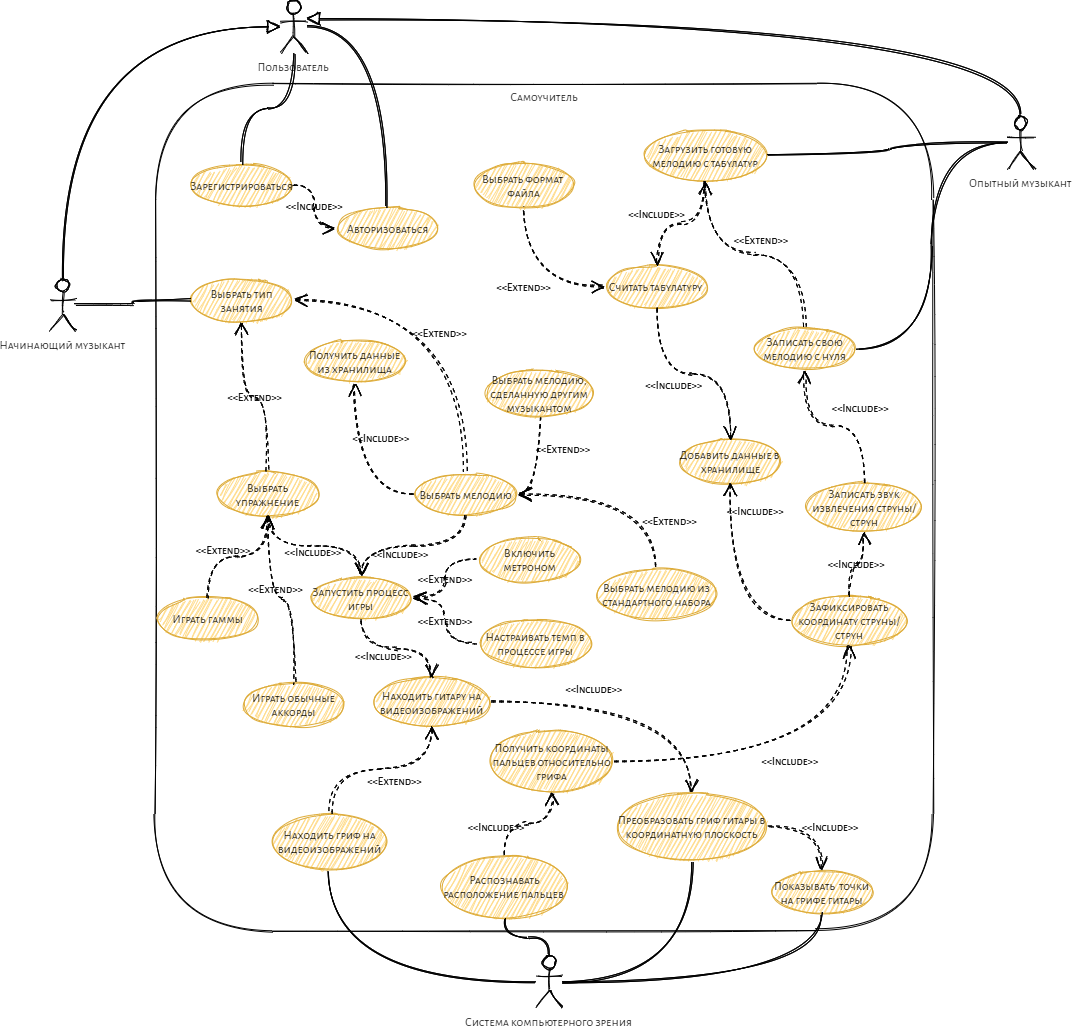 Пользователь
Самоучитель
Загрузить готовую
мелодию с табулатур
Опытный музыкант
Зарегистрироваться
<<Include>>
Авторизоваться
Выбрать формат
файла
<<Include>>
<<Extend>>
<<Extend>>
Считать табулатуру
Выбрать тип
занятия
Начинающий музыкант
<<Extend>>
Получить данные
из хранилища
Записать свою
мелодию с нуля
<<Extend>>
Выбрать мелодию,
сделанную другим
музыкантом
<<Include>>
<<Include>>
<<Include>>
<<Extend>>
Добавить данные в
хранилище
Выбрать
упражнение
Выбрать мелодию
Записать звук
извлечения струны/
струн
<<Include>>
<<Extend>>
<<Extend>>
<<Include>>
<<Include>>
Включить
метроном
<<Include>>
<<Extend>>
<<Extend>>
Запустить процесс
игры
Выбрать мелодию из
стандартного набора
Зафиксировать
координату струны/
струн
Играть гаммы
<<Extend>>
Настраивать темп в
процессе игры
<<Include>>
Играть обычные
аккорды
Находить гитару на
видеоизображений
<<Include>>
Получить координаты
пальцев относительно
грифа
<<Include>>
<<Extend>>
Находить гриф на
видеоизображений
<<Include>>
Преобразовать гриф гитары в
координатную плоскость
<<Include>>
Распознавать
расположение пальцев
Показывать точки
на грифе гитары
Система компьютерного зрения